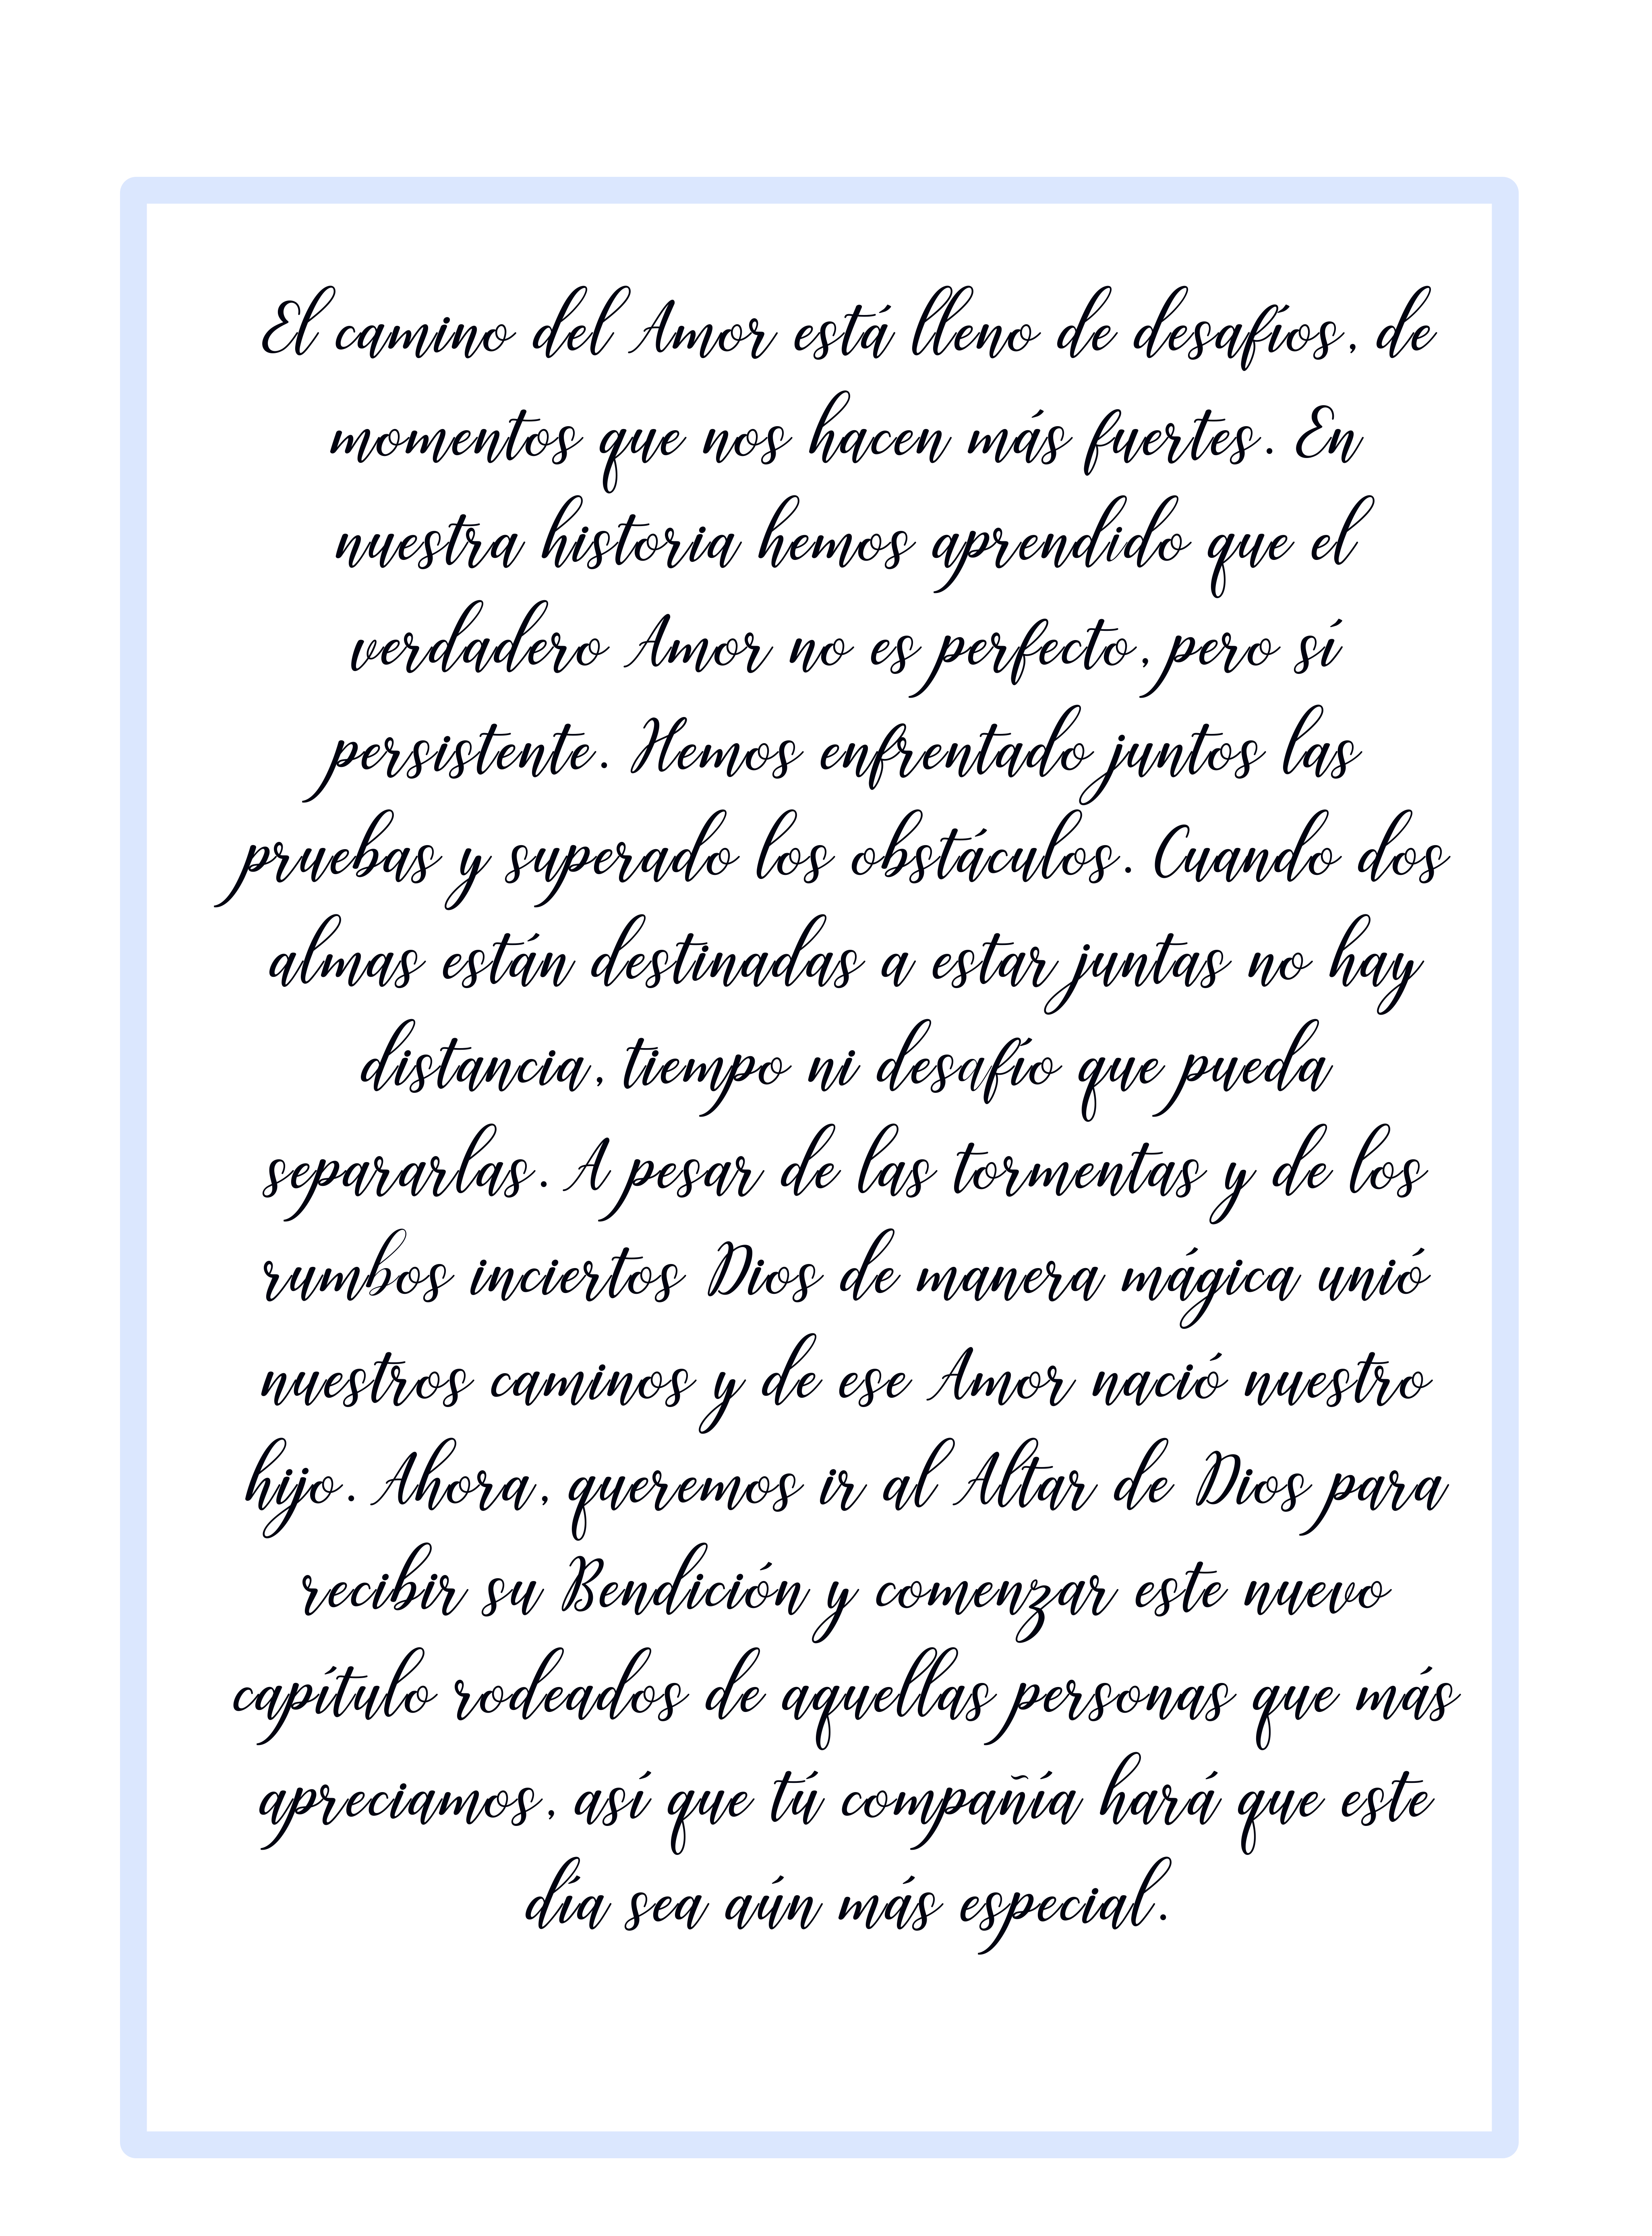 El camino del Amor está lleno de desafíos, de
momentos que nos hacen más fuertes. En
nuestra historia hemos aprendido que el
verdadero Amor no es perfecto, pero sí
persistente. Hemos enfrentado juntos las
pruebas y superado los obstáculos. Cuando dos
almas están destinadas a estar juntas no hay
distancia, tiempo ni desafío que pueda
separarlas. A pesar de las tormentas y de los
rumbos inciertos Dios de manera mágica unió
nuestros caminos y de ese Amor nació nuestro
hijo. Ahora, queremos ir al Altar de Dios para
recibir su Bendición y comenzar este nuevo
capítulo rodeados de aquellas personas que más
apreciamos, así que tú compañía hará que este
día sea aún más especial.